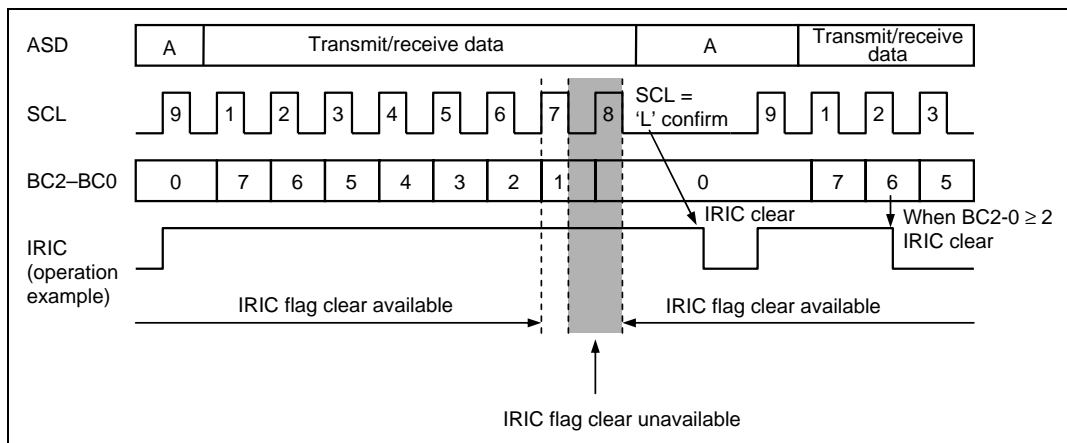 ASD A Transmit/receive data A Transmit/receive data
SCL 9 1 2 3 4 5 6 7 8 SCL = 'L' confirm 9 1 2 3
BC2–BC0 0 7 6 5 4 3 2 1 0 7 6 5
IRIC (operation example) IRIC clear When BC2-0 ≥ 2 IRIC clear
IRIC flag clear available IRIC flag clear available
IRIC flag clear unavailable